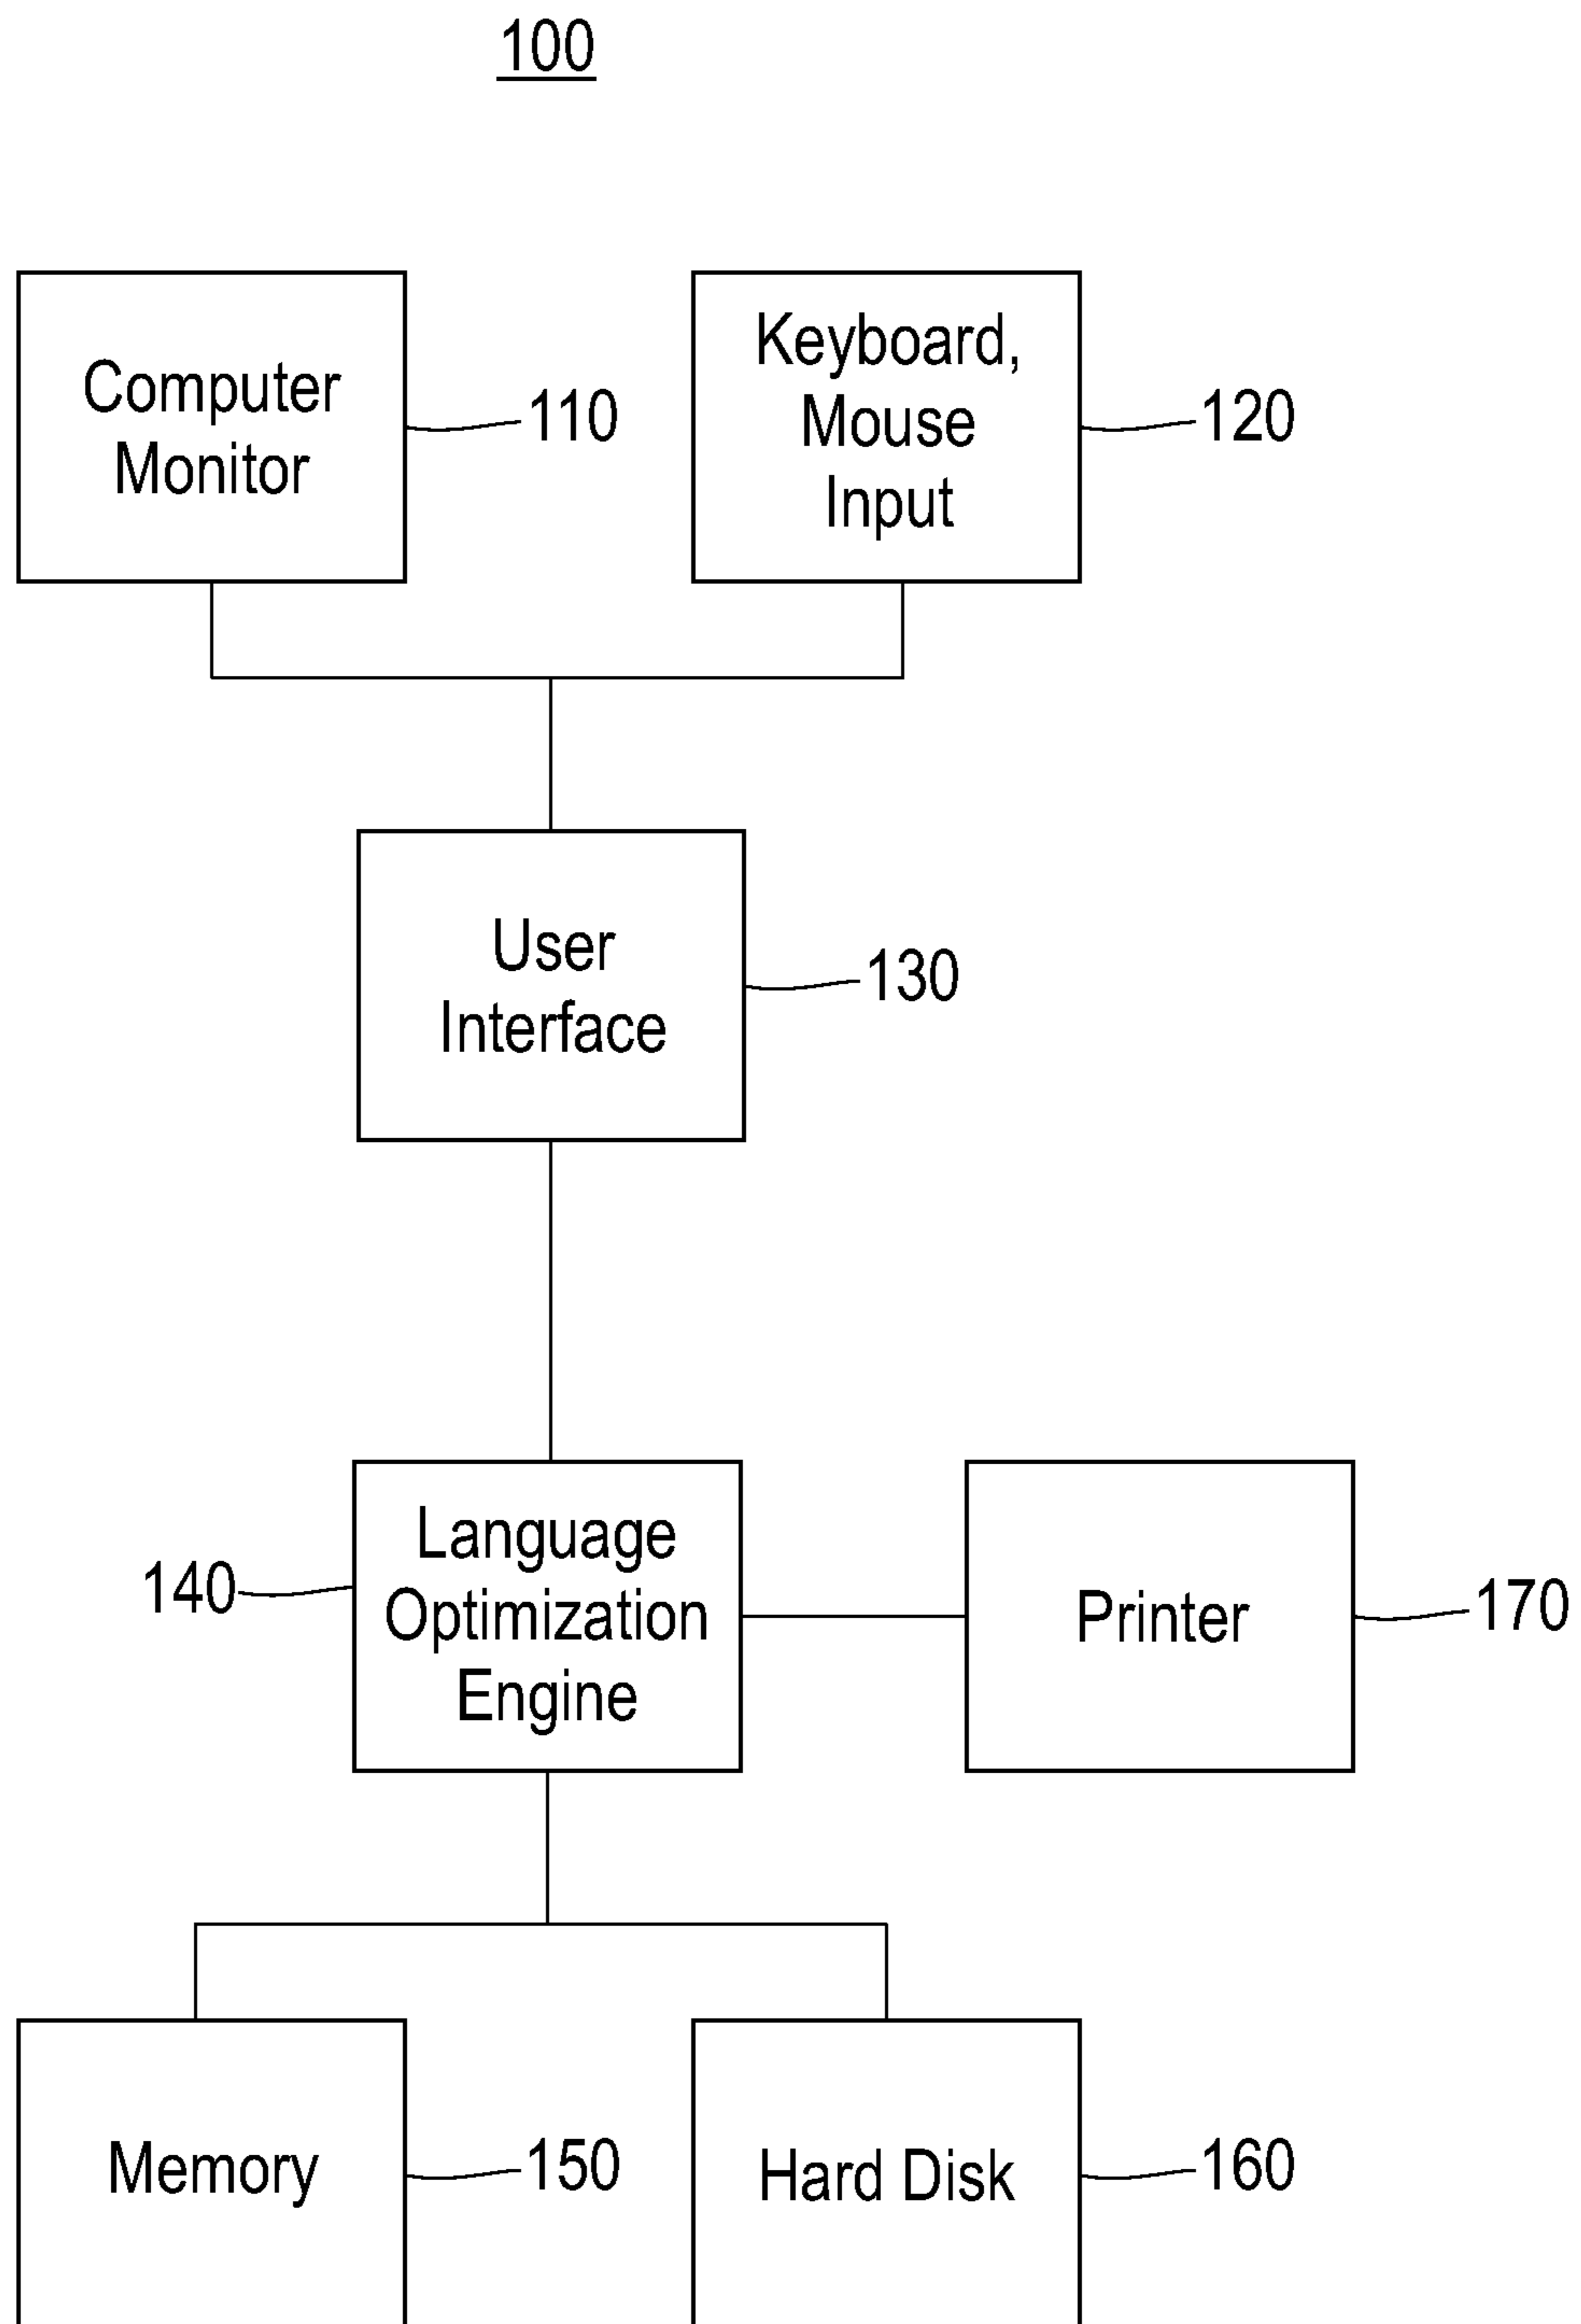 100
Computer
Monitor
110
Keyboard,
Mouse
Input
120
User
Interface
130
140
Language
Optimization
Engine
Printer
170
Memory
150
Hard Disk
160